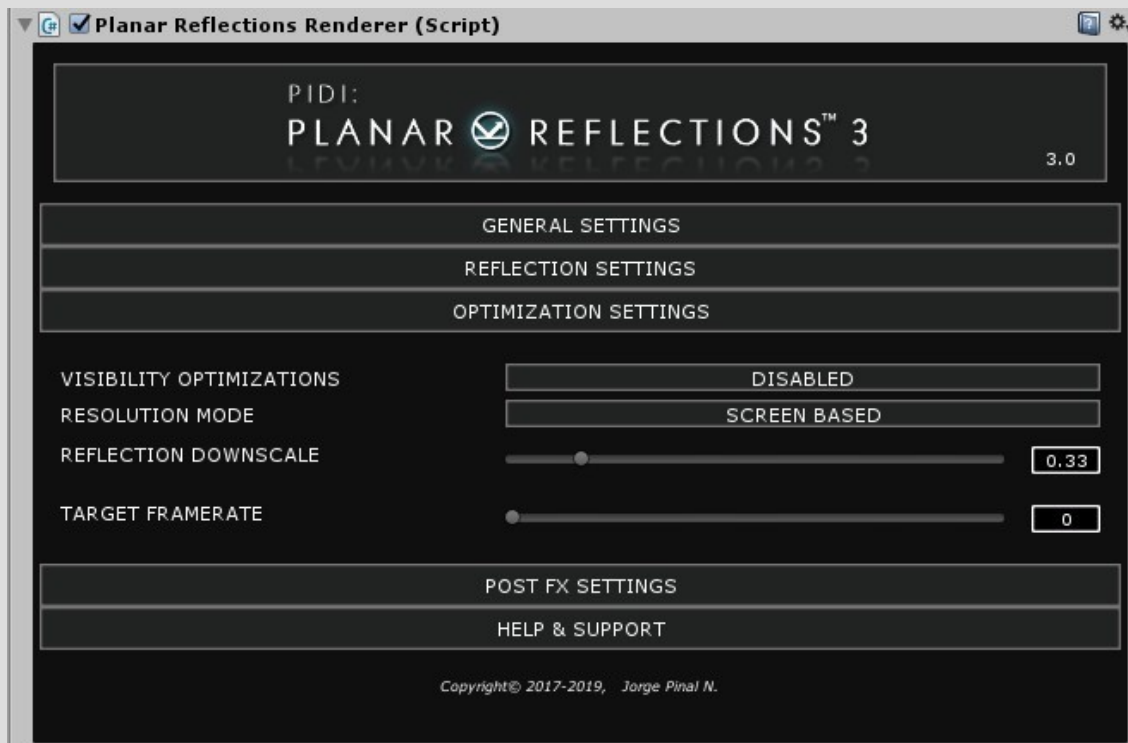 Planar Reflections Renderer (Script)
PIDI:
PLANAR REFLECTIONS™ 3
3.0
GENERAL SETTINGS
REFLECTION SETTINGS
OPTIMIZATION SETTINGS
VISIBILITY OPTIMIZATIONS DISABLED
RESOLUTION MODE SCREEN BASED
REFLECTION DOWNSCALE 0.33
TARGET FRAMERATE 0
POST FX SETTINGS
HELP & SUPPORT
Copyright© 2017-2019, Jorge Pinal N.